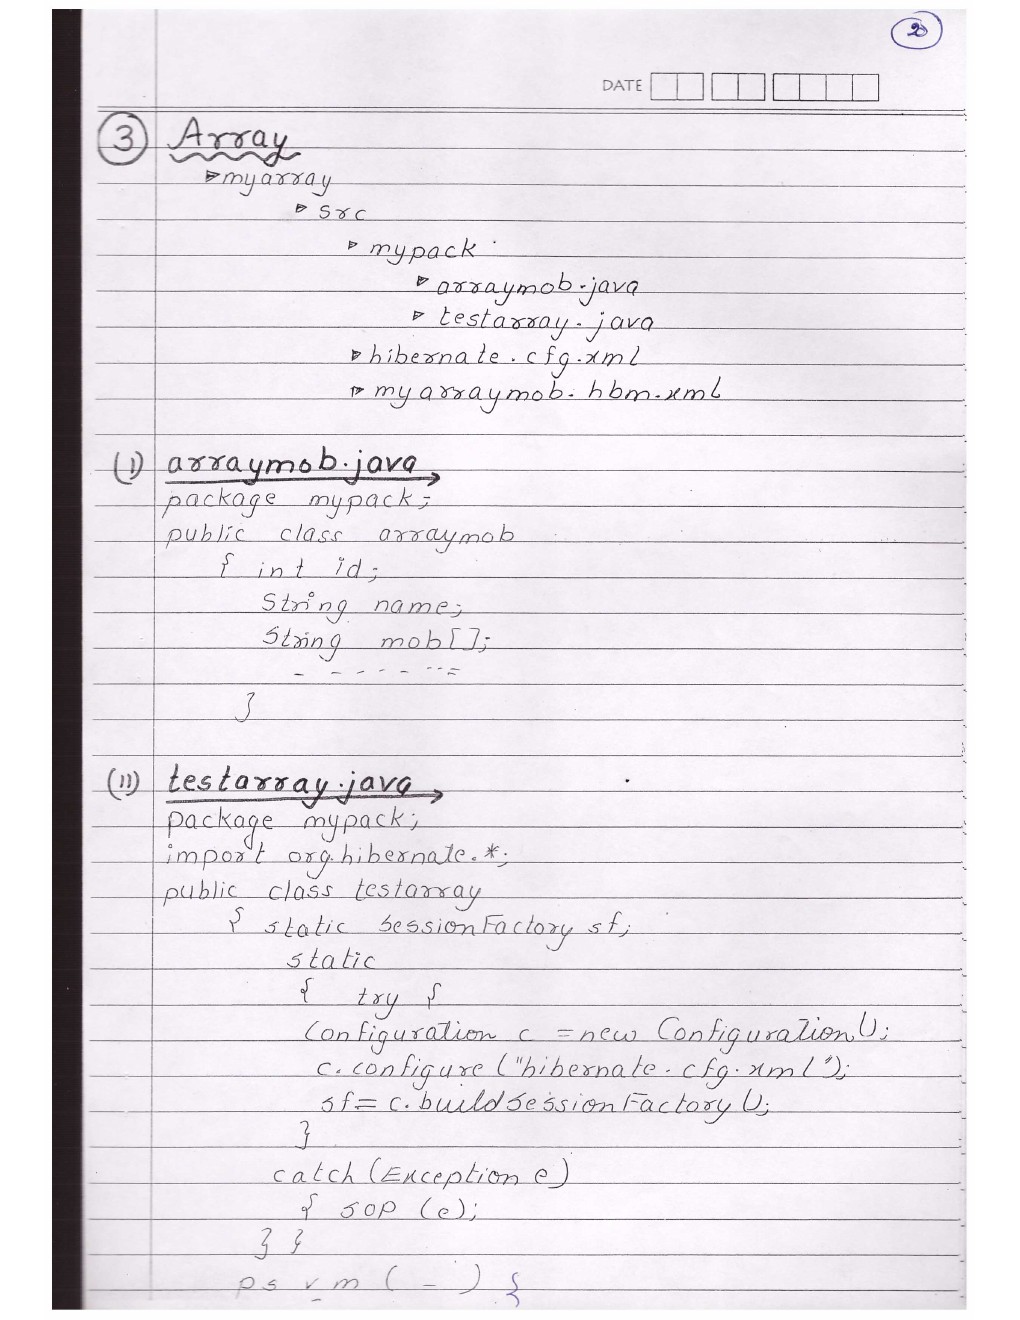 20
DATE
3 Array
myarray
src
mypack
arraymob.java
testarray.java
hibernate.cfg.xml
myarraymob.hbm.xml
(I) arraymob.java
package mypack;
public class arraymob
{ int id;
String name;
String mob[];
- - - - - - - =
}
(II) testarray.java
package mypack;
import org.hibernate.*;
public class testarray
{ static SessionFactory sf;
static
{ try {
Configuration c = new Configuration();
c.configure ("hibernate.cfg.xml");
sf = c.buildSessionFactory();
}
catch (Exception e)
{ sop (e);
} }
ps v m ( - ) {